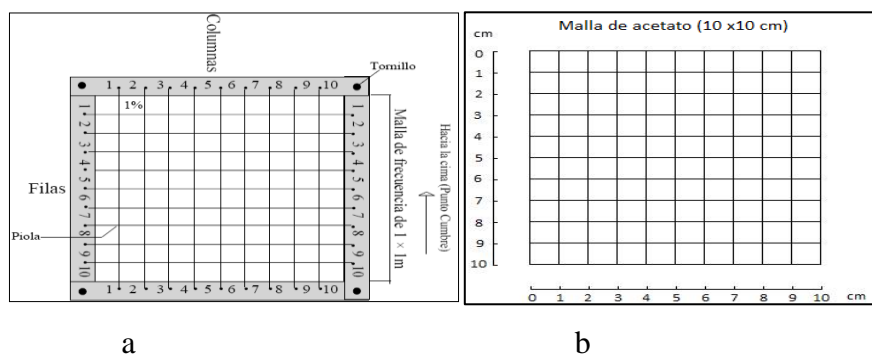 Columnas
Tornillo
1 2 3 4 5 6 7 8 9 10
1%
1 2 3 4 5 6 7 8 9 10
Filas
Piola
1 2 3 4 5 6 7 8 9 10
Malla de frecuencia de 1 × 1m
Hacia la cima (Punto Cumbre)
1 2 3 4 5 6 7 8 9 10
a
Malla de acetato (10 x10 cm)
cm
0
1
2
3
4
5
6
7
8
9
10
0 1 2 3 4 5 6 7 8 9 10 cm
b